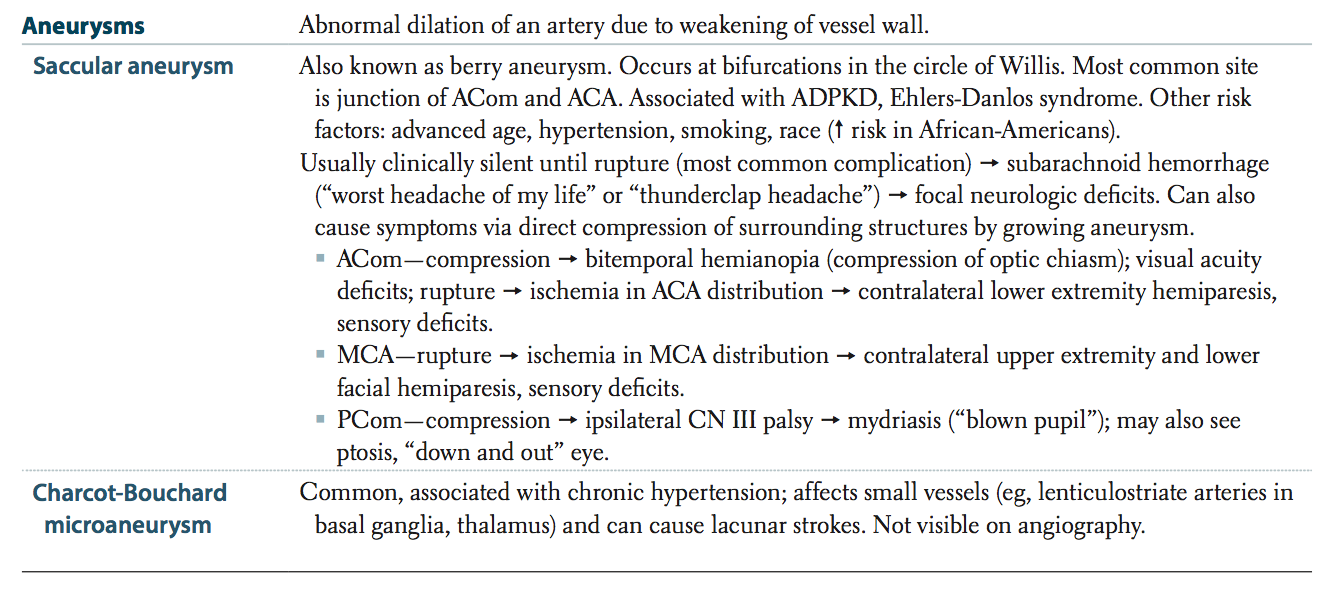 Aneurysms Abnormal dilation of an artery due to weakening of vessel wall.
Saccular aneurysm Also known as berry aneurysm. Occurs at bifurcations in the circle of Willis. Most common site
is junction of ACom and ACA. Associated with ADPKD, Ehlers-Danlos syndrome. Other risk
factors: advanced age, hypertension, smoking, race (↑ risk in African-Americans).
Usually clinically silent until rupture (most common complication) → subarachnoid hemorrhage
(“worst headache of my life” or “thunderclap headache”) → focal neurologic deficits. Can also
cause symptoms via direct compression of surrounding structures by growing aneurysm.
▪ ACom—compression → bitemporal hemianopia (compression of optic chiasm); visual acuity
deficits; rupture → ischemia in ACA distribution → contralateral lower extremity hemiparesis,
sensory deficits.
▪ MCA—rupture → ischemia in MCA distribution → contralateral upper extremity and lower
facial hemiparesis, sensory deficits.
▪ PCom—compression → ipsilateral CN III palsy → mydriasis (“blown pupil”); may also see
ptosis, “down and out” eye.
Charcot-Bouchard Common, associated with chronic hypertension; affects small vessels (eg, lenticulostriate arteries in
microaneurysm basal ganglia, thalamus) and can cause lacunar strokes. Not visible on angiography.